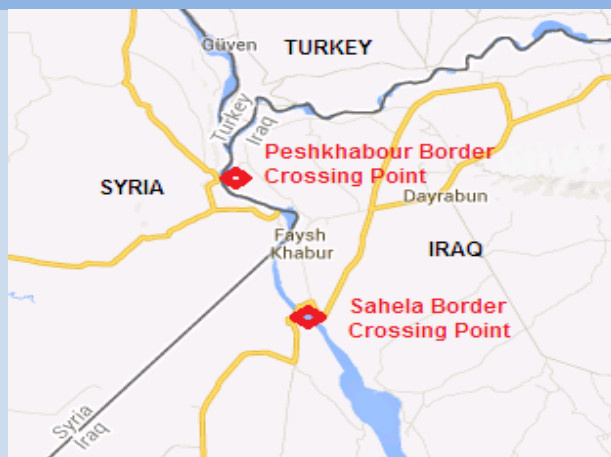 Güven
TURKEY
Turkey
Iraq
Peshkhabour Border
Crossing Point
SYRIA
Dayrabun
Faysh
Khabur
IRAQ
Sahela Border
Crossing Point
Syria
Iraq